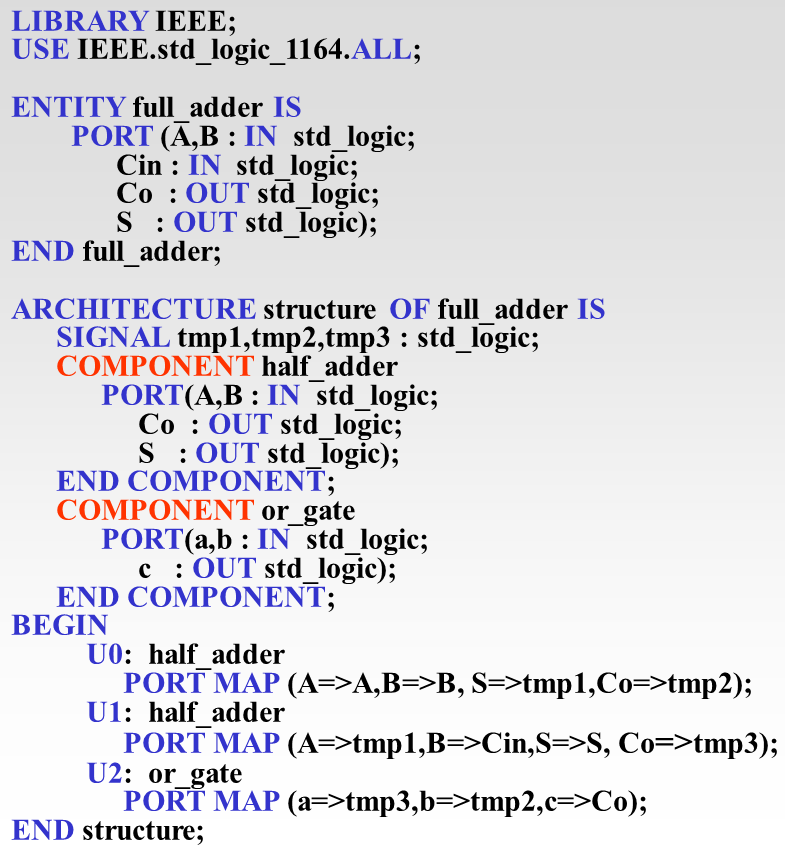 LIBRARY IEEE;
USE IEEE.std_logic_1164.ALL;
ENTITY full_adder IS
PORT (A,B : IN std_logic;
Cin : IN std_logic;
Co : OUT std_logic;
S : OUT std_logic);
END full_adder;
ARCHITECTURE structure OF full_adder IS
SIGNAL tmp1,tmp2,tmp3 : std_logic;
COMPONENT half_adder
PORT(A,B : IN std_logic;
Co : OUT std_logic;
S : OUT std_logic);
END COMPONENT;
COMPONENT or_gate
PORT(a,b : IN std_logic;
c : OUT std_logic);
END COMPONENT;
BEGIN
U0: half_adder
PORT MAP (A=>A,B=>B, S=>tmp1,Co=>tmp2);
U1: half_adder
PORT MAP (A=>tmp1,B=>Cin,S=>S, Co=>tmp3);
U2: or_gate
PORT MAP (a=>tmp3,b=>tmp2,c=>Co);
END structure;